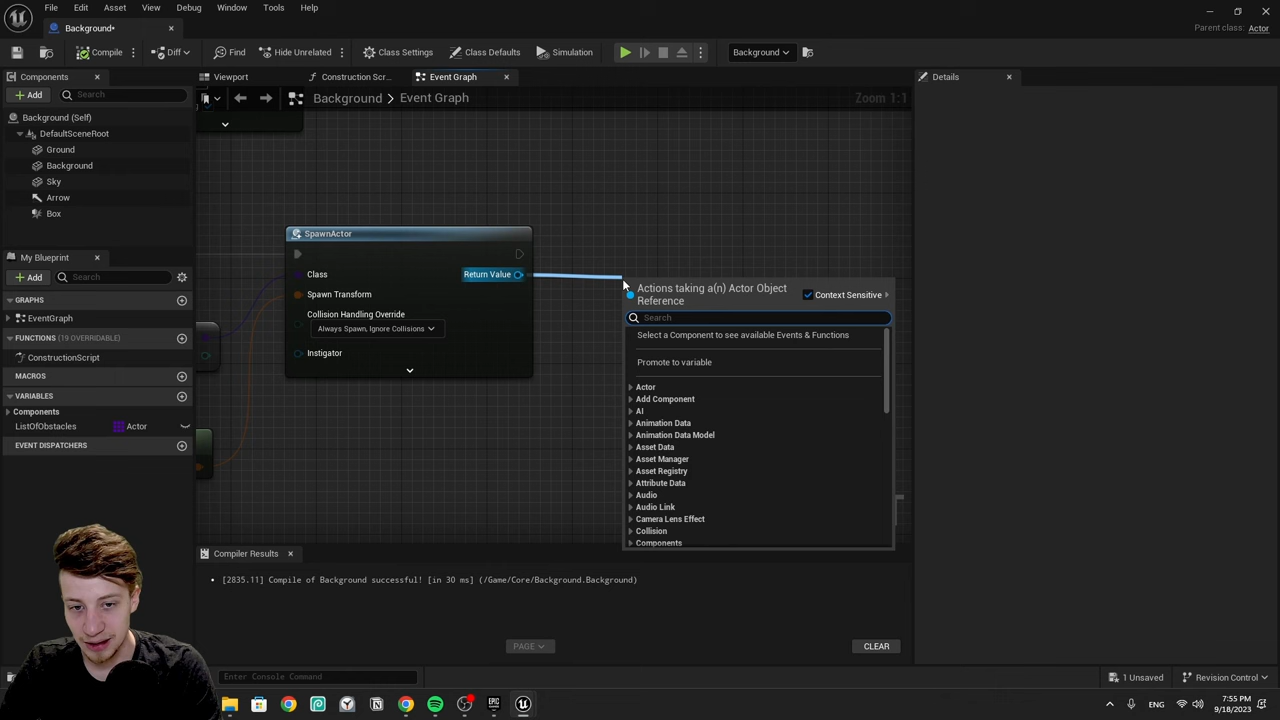 File Edit Asset View Debug Window Tools Help
Background*
Parent class: Actor
Compile Diff Find Hide Unrelated Class Settings Class Defaults Simulation Background
Components Viewport Construction Scr... Event Graph Details
Add Search Background Event Graph Zoom 1:1
Background (Self)
DefaultSceneRoot
Ground
Background
Sky
Arrow
Box
My Blueprint
Add Search
GRAPHS
EventGraph
FUNCTIONS (19 OVERRIDABLE)
ConstructionScript
MACROS
VARIABLES
Components
ListOfObstacles Actor
EVENT DISPATCHERS
SpawnActor
Class Return Value
Spawn Transform
Collision Handling Override
Always Spawn, Ignore Collisions
Instigator
Actions taking a(n) Actor Object Reference
Context Sensitive
Search
Select a Component to see available Events & Functions
Promote to variable
Actor
Add Component
AI
Animation Data
Animation Data Model
Asset Data
Asset Manager
Asset Registry
Attribute Data
Audio
Audio Link
Camera Lens Effect
Collision
Components
Compiler Results
[2835.11] Compile of Background successful! [in 30 ms] (/Game/Core/Background.Background)
PAGE CLEAR
Enter Console Command 1 Unsaved Revision Control
ENG 7:55 PM
9/18/2023